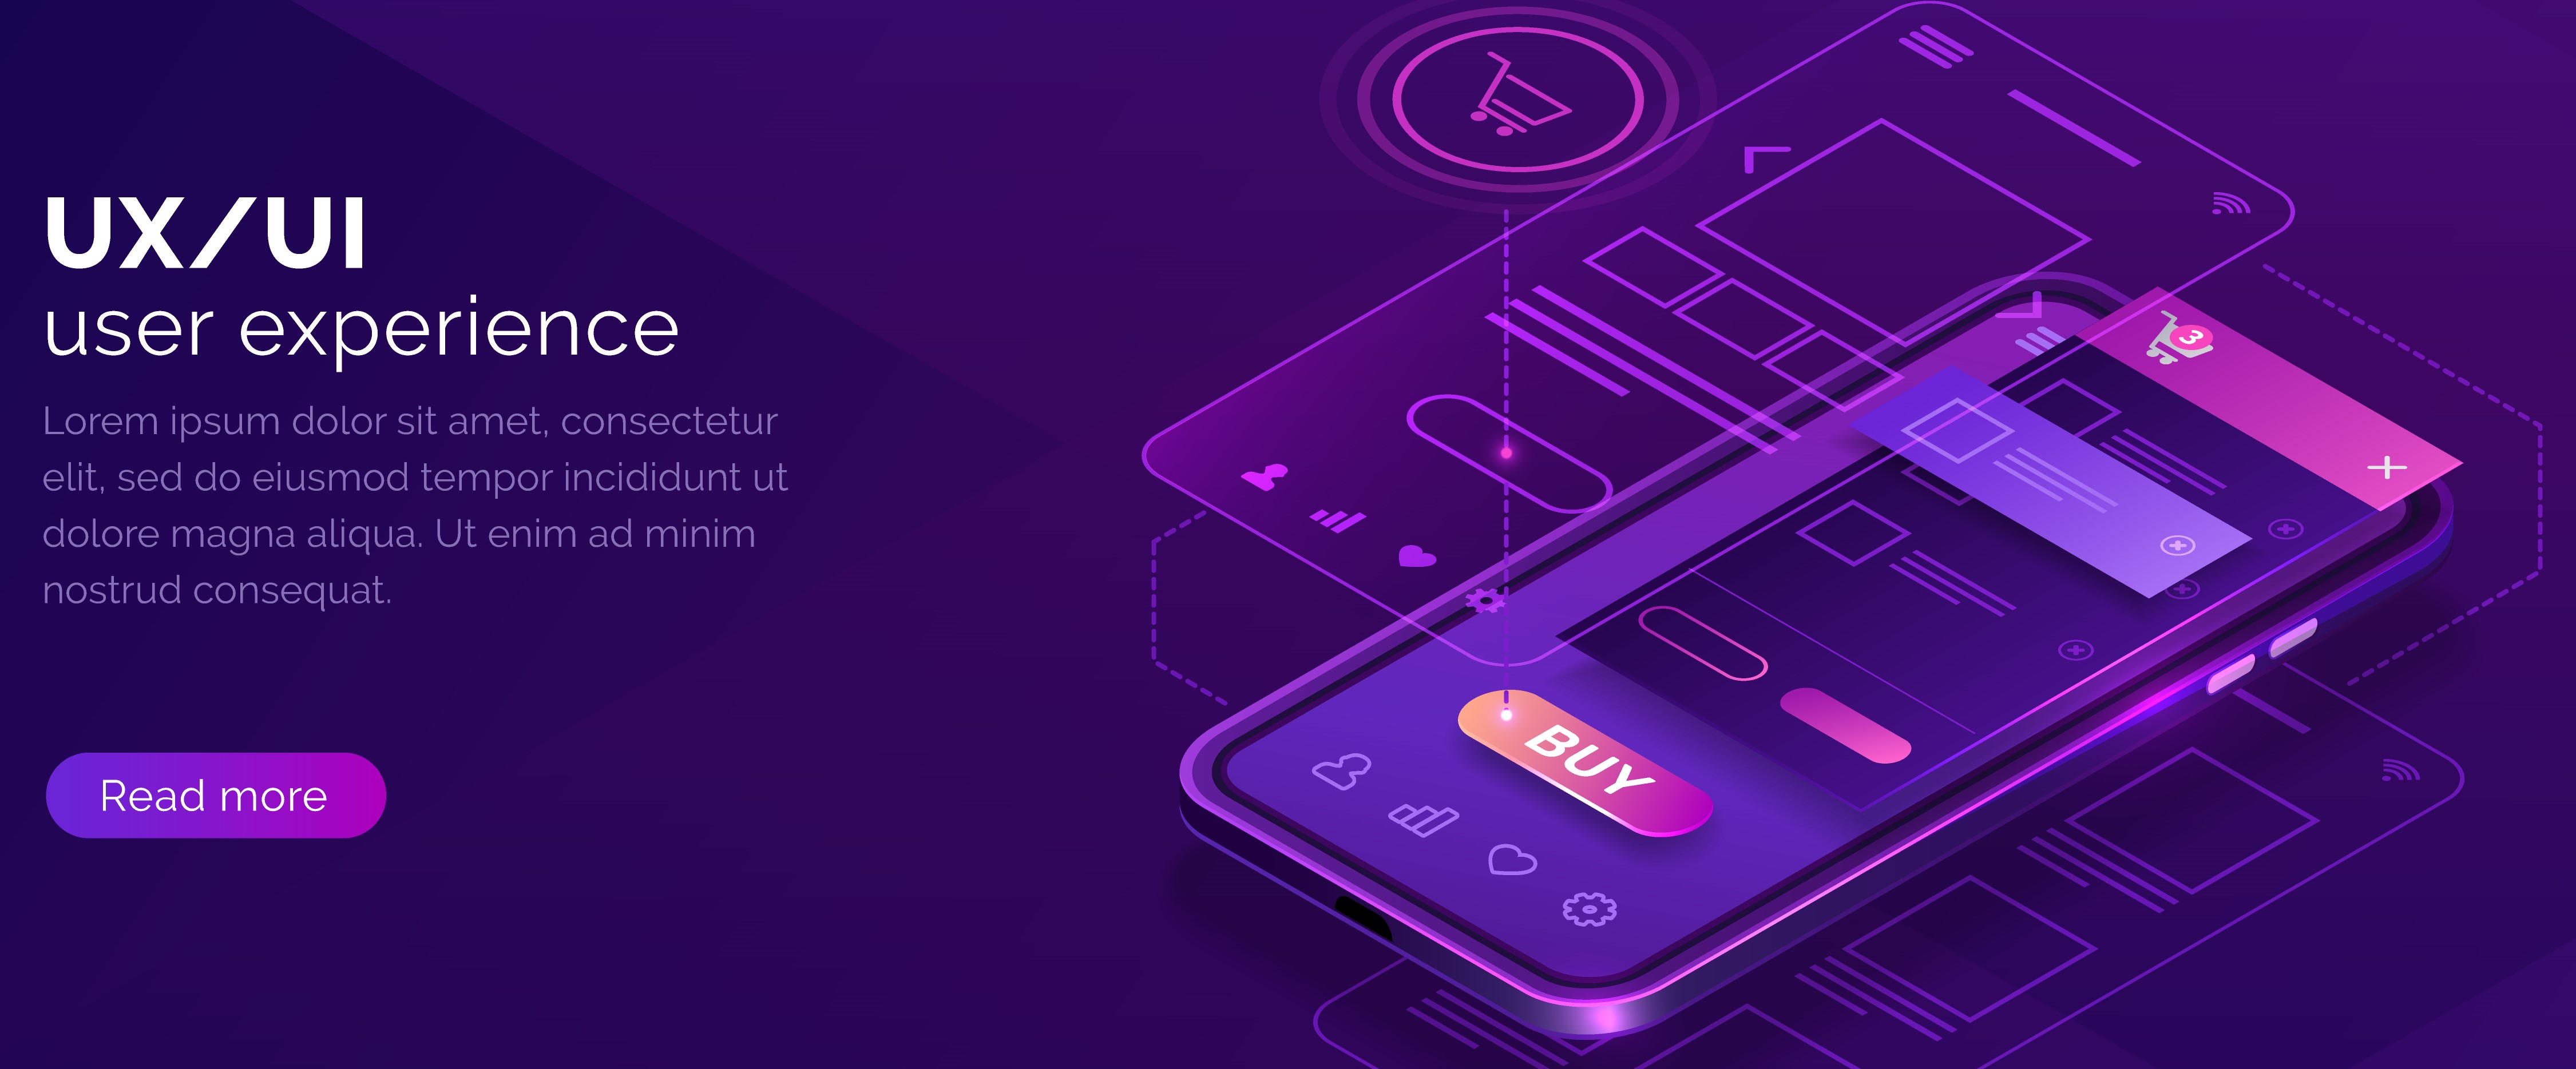 UX/UI
user experience
Lorem ipsum dolor sit amet, consectetur
elit, sed do eiusmod tempor incididunt ut
dolore magna aliqua. Ut enim ad minim
nostrud consequat.
Read more
3
BUY